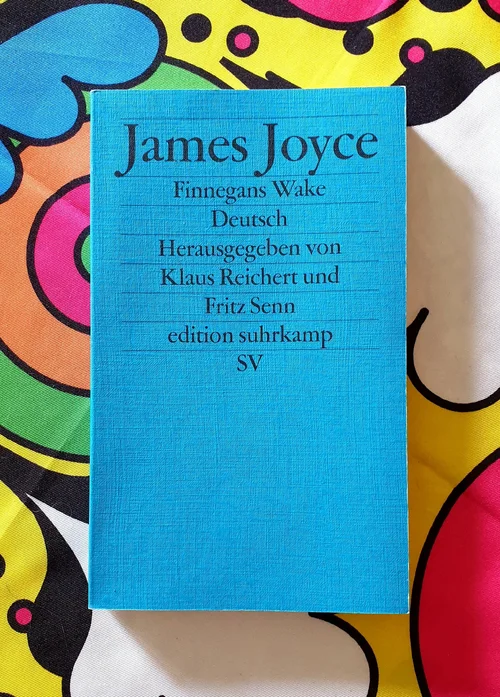 James Joyce
Finnegans Wake
Deutsch
Herausgegeben von
Klaus Reichert und
Fritz Senn
edition suhrkamp
SV